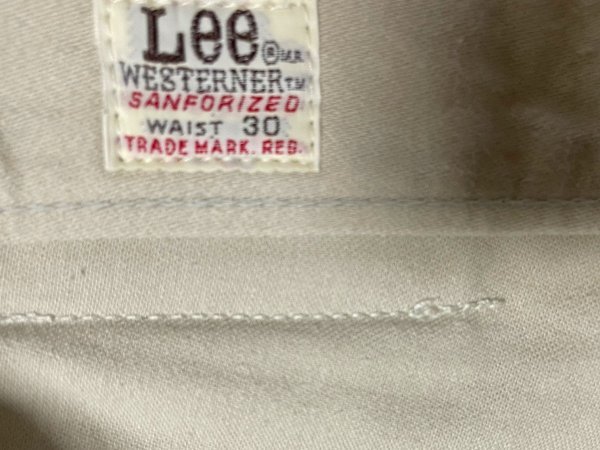 Lee ® M.R.
WESTERNER T.M.
SANFORIZED
WAIST 30
TRADE MARK. REG.